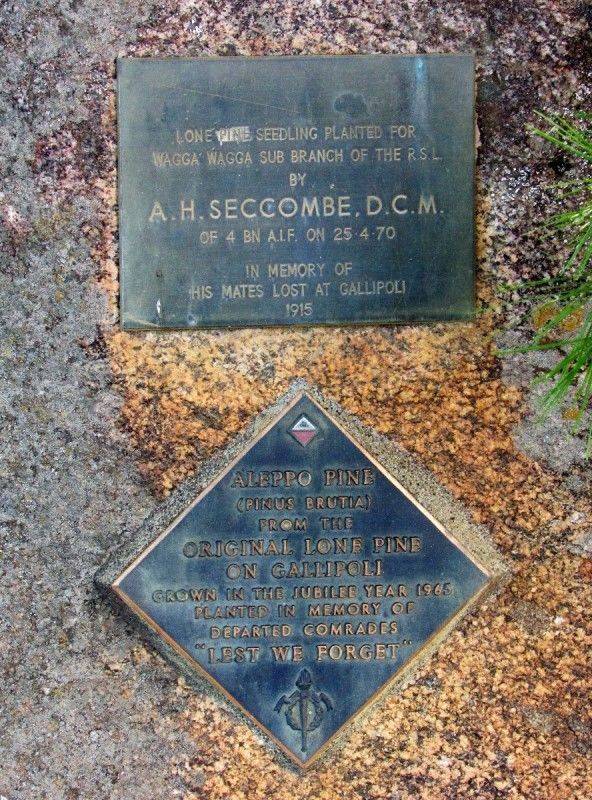 LONE PINE SEEDLING PLANTED FOR
WAGGA WAGGA SUB BRANCH OF THE R.S.L.
BY
A.H. SECCOMBE, D.C.M.
OF 4 BN A.I.F. ON 25·4·70
IN MEMORY OF
HIS MATES LOST AT GALLIPOLI
1915
ALEPPO PINE
(PINUS BRUTIA)
FROM THE
ORIGINAL LONE PINE
ON GALLIPOLI
GROWN IN THE JUBILEE YEAR 1965
PLANTED IN MEMORY OF
DEPARTED COMRADES
"LEST WE FORGET"